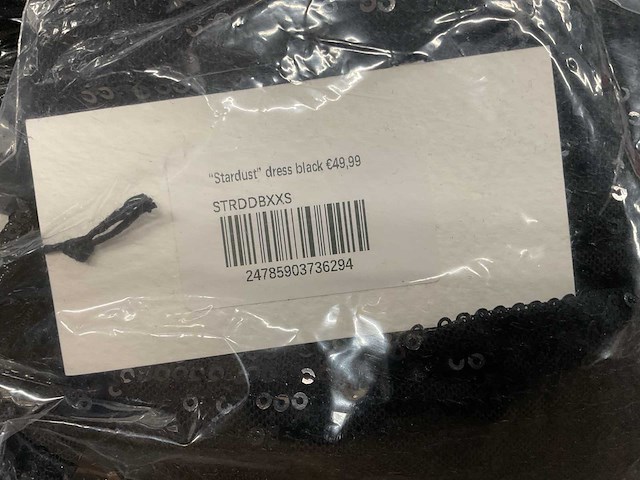 “Stardust” dress black €49,99
STRDDBXXS
24785903736294